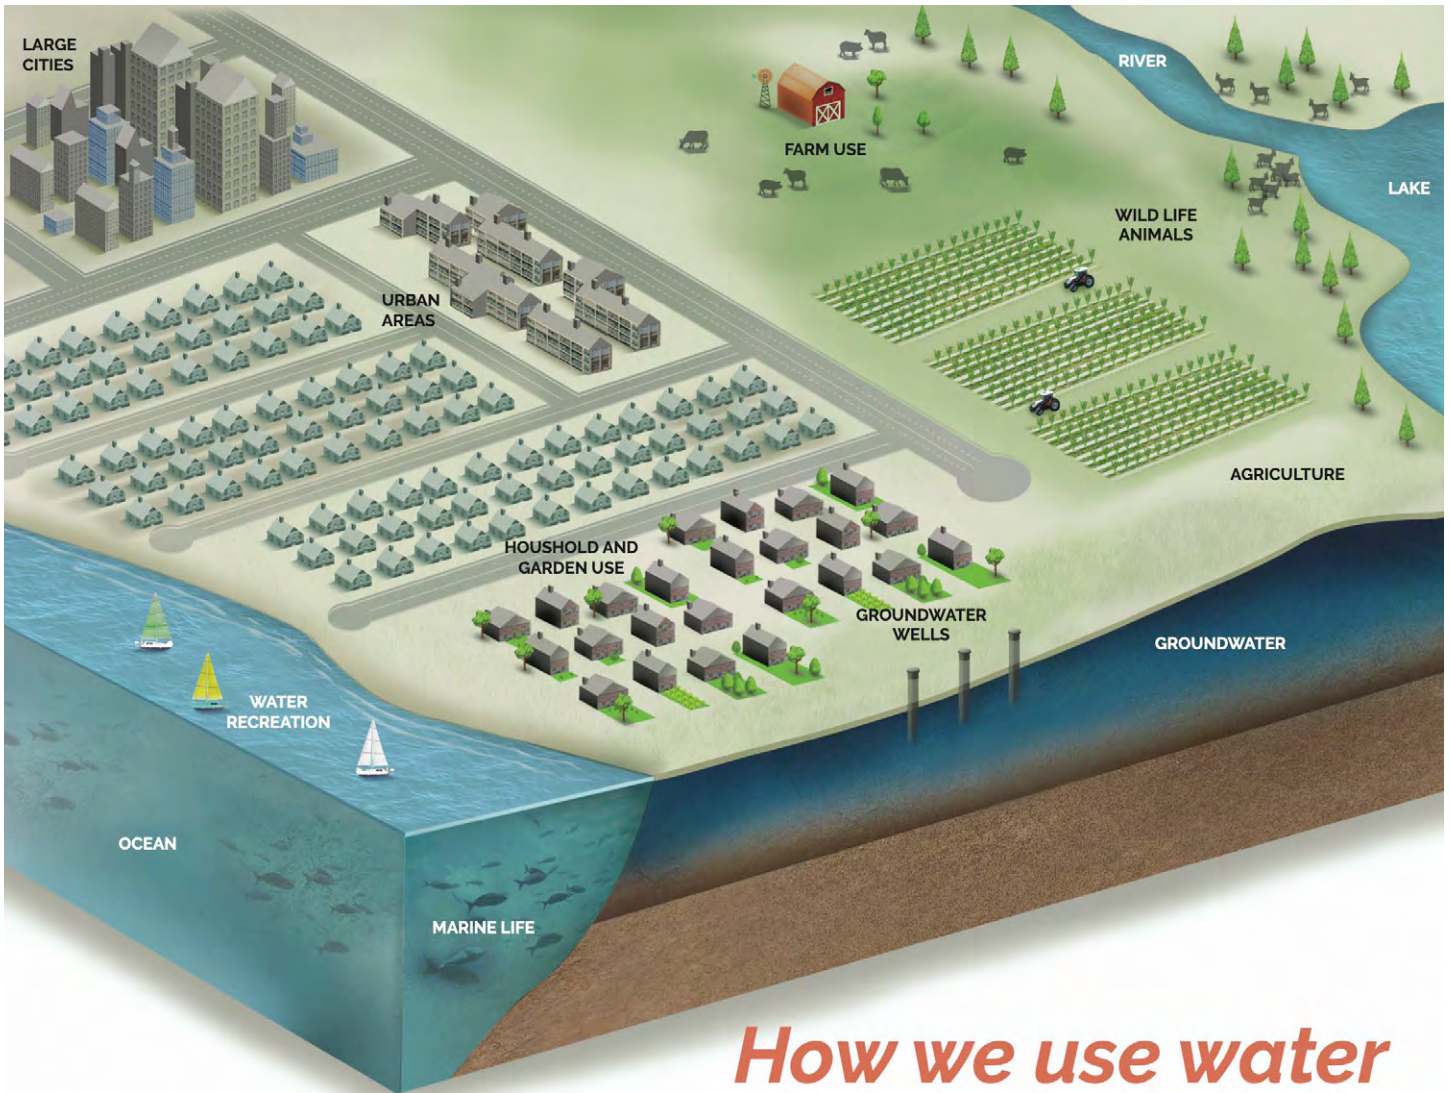 LARGE
CITIES
RIVER
FARM USE
LAKE
WILD LIFE
ANIMALS
URBAN
AREAS
AGRICULTURE
HOUSHOLD AND
GARDEN USE
GROUNDWATER
WELLS
GROUNDWATER
WATER
RECREATION
OCEAN
MARINE LIFE
How we use water